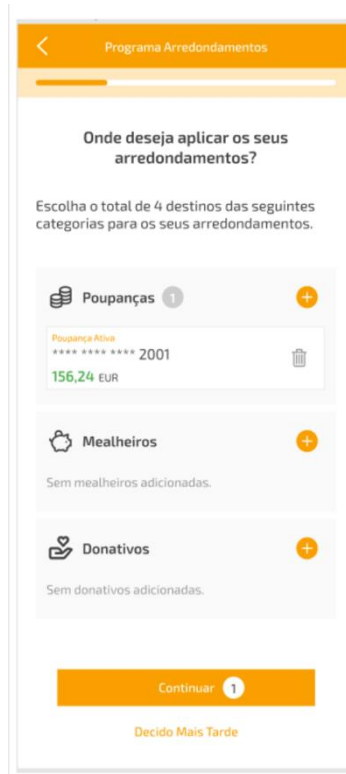 Programa Arredondamentos
Onde deseja aplicar os seus
arredondamentos?
Escolha o total de 4 destinos das seguintes
categorias para os seus arredondamentos.
Poupanças 1
Poupança Ativa
**** **** **** 2001
156,24 EUR
Mealheiros
Sem mealheiros adicionadas.
Donativos
Sem donativos adicionadas.
Continuar 1
Decido Mais Tarde